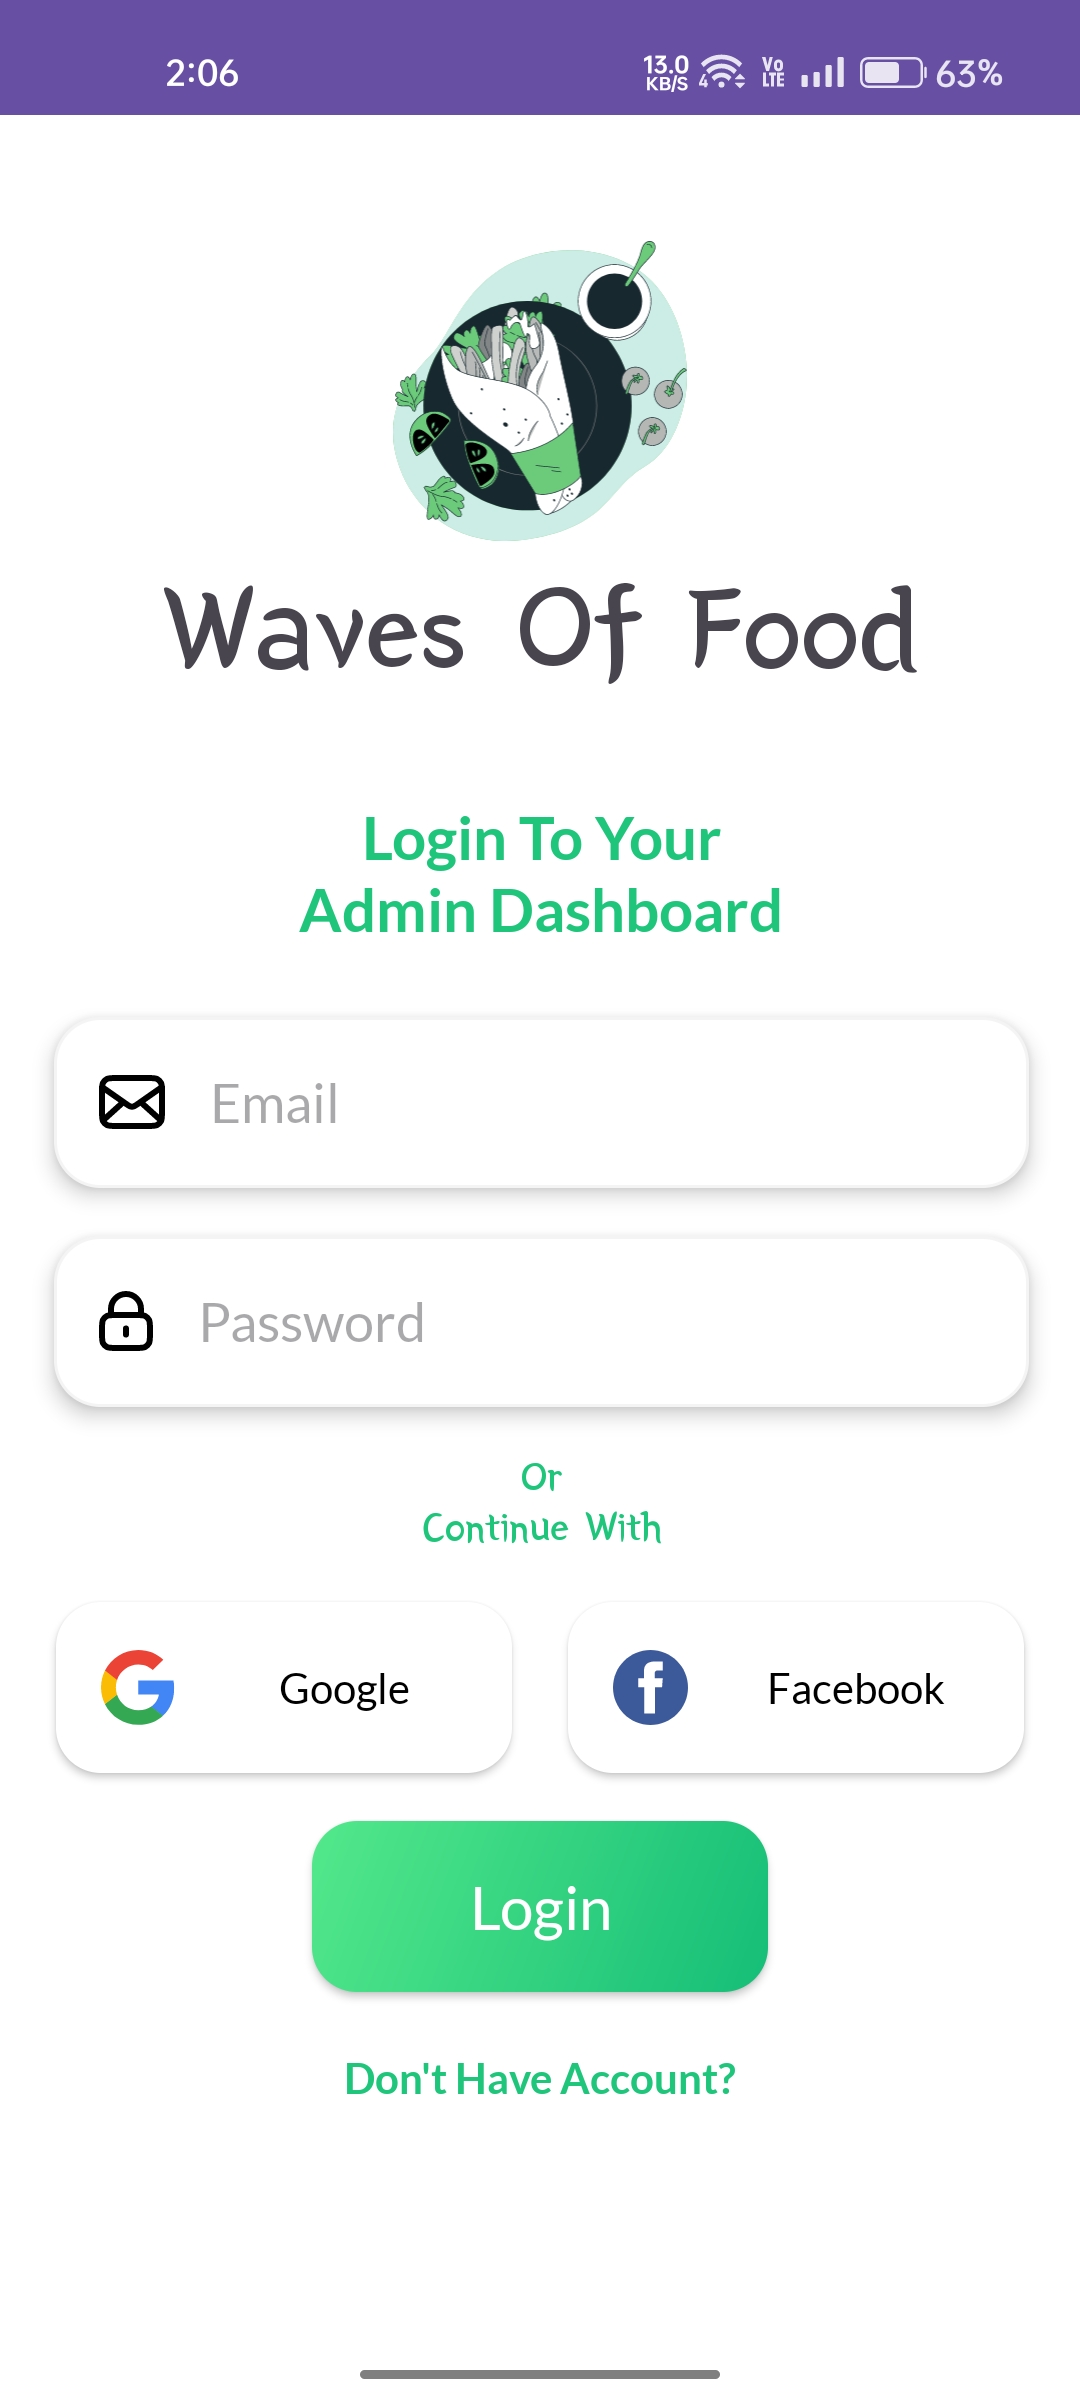 2:06
13.0
KB/S
4
Vo
LTE
63%
Waves Of Food
Login To Your
Admin Dashboard
Email
Password
Or
Continue With
Google
Facebook
Login
Don't Have Account?